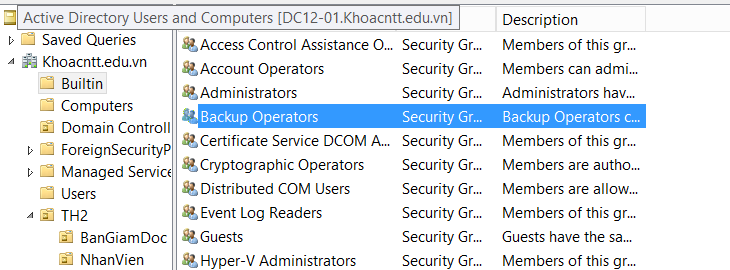 Active Directory Users and Computers [DC12-01.Khoacntt.edu.vn]
Saved Queries
Khoacntt.edu.vn
Builtin
Computers
Domain Controll
ForeignSecurityP
Managed Service
Users
TH2
BanGiamDoc
NhanVien
Description
Access Control Assistance O... Security Gr... Members of this gr...
Account Operators Security Gr... Members can admi...
Administrators Security Gr... Administrators hav...
Backup Operators Security Gr... Backup Operators c...
Certificate Service DCOM A... Security Gr... Members of this gr...
Cryptographic Operators Security Gr... Members are autho...
Distributed COM Users Security Gr... Members are allow...
Event Log Readers Security Gr... Members of this gr...
Guests Security Gr... Guests have the sa...
Hyper-V Administrators Security Gr... Members of this gr...